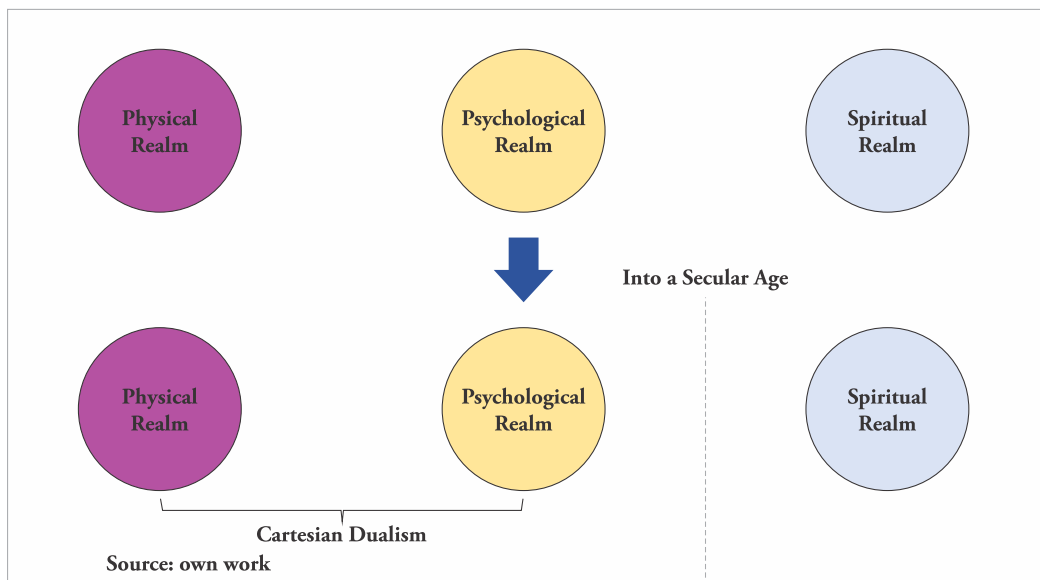 Physical
Realm
Psychological
Realm
Spiritual
Realm
Into a Secular Age
Physical
Realm
Psychological
Realm
Spiritual
Realm
Cartesian Dualism
Source: own work